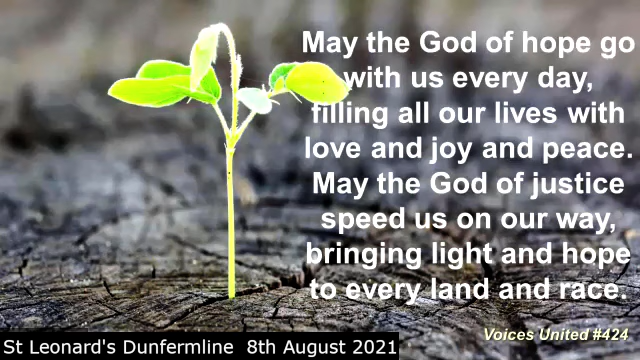 May the God of hope go
with us every day,
filling all our lives with
love and joy and peace.
May the God of justice
speed us on our way,
bringing light and hope
to every land and race.
Voices United #424
St Leonard's Dunfermline  8th August 2021